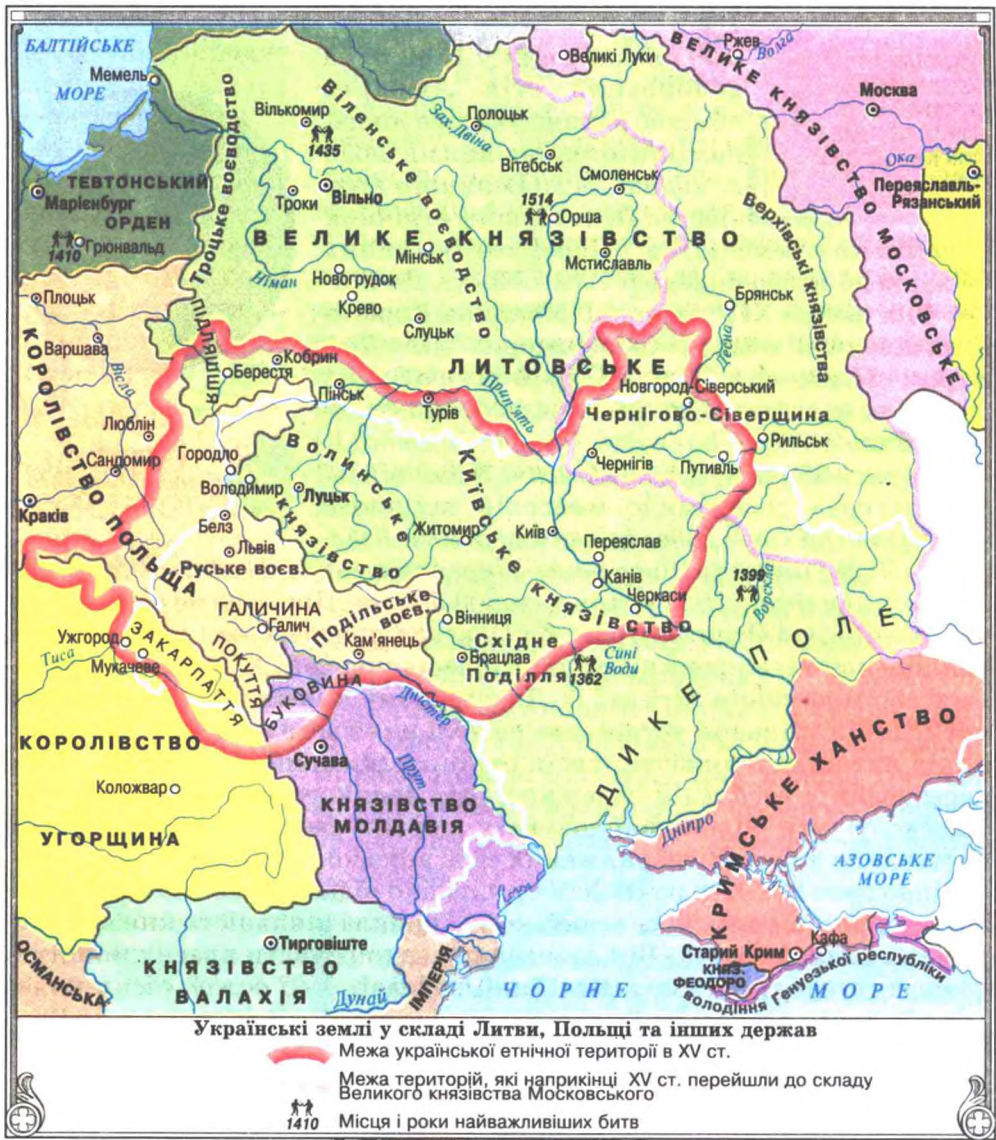 БАЛТІЙСЬКЕ
МОРЕ
Мемель
Великі Луки
Ржев
Волга
ВЕЛИКЕ КНЯЗІВСТВО МОСКОВСЬКЕ
Москва
Ока
Переяславль-
Рязанський
Вількомир
1435
Віленське воєводство
Троцьке воєводство
Зах. Двіна
Полоцьк
Вітебськ
Смоленськ
ТЕВТОНСЬКИЙ
ОРДЕН
Марієнбург
1410
Грюнвальд
Троки
Вільно
1514
Орша
ВЕЛИКЕ КНЯЗІВСТВО
Мінськ
Мстиславль
Верхівські князівства
Німан
Новогрудок
Крево
Слуцьк
Брянськ
Десна
Плоцьк
Варшава
Вісла
КОРОЛІВСТВО ПОЛЬЩА
ПІДЛЯШШЯ
Кобрин
Берестя
Пінськ
ЛИТОВСЬКЕ
Турів
Прип'ять
Новгород-Сіверський
Чернігово-Сіверщина
Люблін
Сандомир
Краків
Городло
Володимир
Луцьк
Волинське князівство
Белз
Львів
Руське воєв.
Київське князівство
Чернігів
Путивль
Рильськ
Житомир
Київ
Переяслав
Канів
Черкаси
1399
Ворскла
ГАЛИЧИНА
Галич
Подільське
воєв.
Кам'янець
Вінниця
Східне
Поділля
Брацлав
1362
Сині
Води
ДИКЕ ПОЛЕ
Ужгород
Тиса
Мукачеве
ЗАКАРПАТТЯ
ПОКУТТЯ
БУКОВИНА
Дністер
КОРОЛІВСТВО
УГОРЩИНА
Коложвар
Сучава
Прут
КНЯЗІВСТВО
МОЛДАВІЯ
Дніпро
КРИМСЬКЕ ХАНСТВО
АЗОВСЬКЕ
МОРЕ
ОСМАНСЬКА
ІМПЕРИЯ
Тирговіште
КНЯЗІВСТВО
ВАЛАХІЯ
Дунай
ЧОРНЕ МОРЕ
Старий Крим
Кафа
КНЯЗ.
ФЕОДОРО
володіння Генуезької республіки
Українські землі у складі Литви, Польщі та інших держав
Межа української етнічної території в XV ст.
Межа територій, які наприкінці XV ст. перейшли до складу
Великого князівства Московського
1410
Місця і роки найважливіших битв